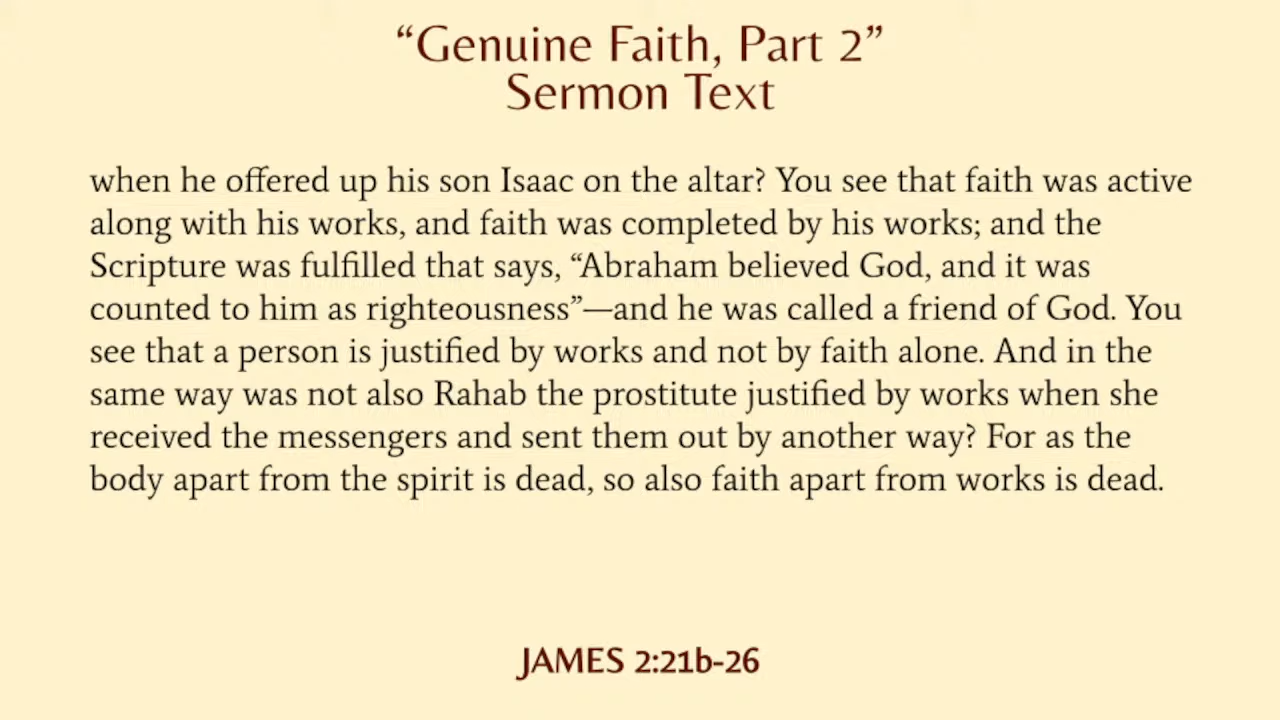 “Genuine Faith, Part 2”
Sermon Text
when he offered up his son Isaac on the altar? You see that faith was active
along with his works, and faith was completed by his works; and the
Scripture was fulfilled that says, “Abraham believed God, and it was
counted to him as righteousness”—and he was called a friend of God. You
see that a person is justified by works and not by faith alone. And in the
same way was not also Rahab the prostitute justified by works when she
received the messengers and sent them out by another way? For as the
body apart from the spirit is dead, so also faith apart from works is dead.
JAMES 2:21b-26